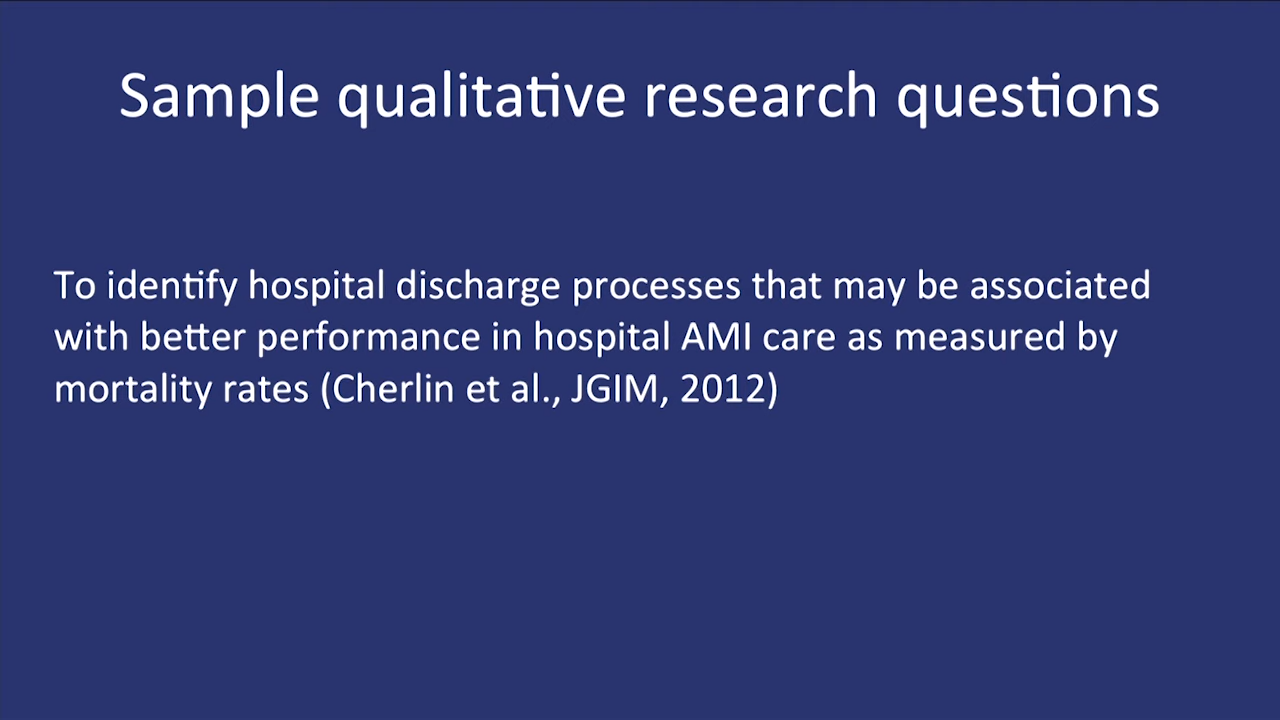 Sample qualitative research questions
To identify hospital discharge processes that may be associated
with better performance in hospital AMI care as measured by
mortality rates (Cherlin et al., JGIM, 2012)